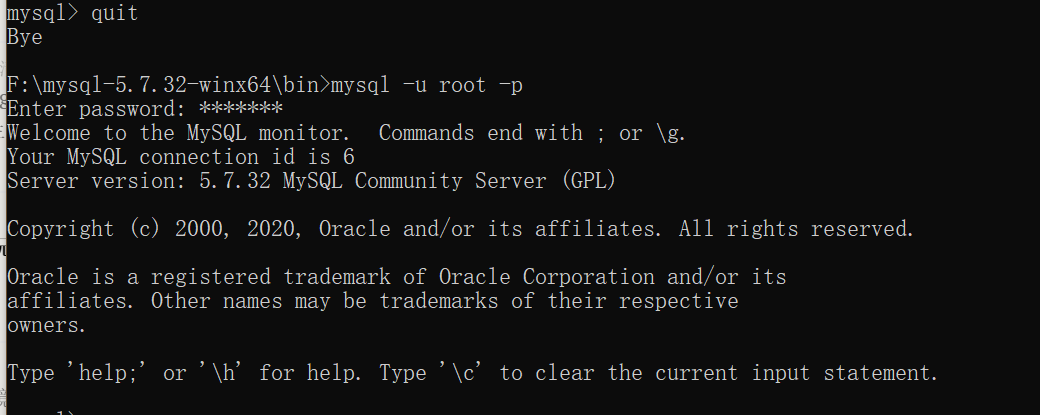 mysql> quit
Bye
F:\mysql-5.7.32-winx64\bin>mysql -u root -p
Enter password: *******
Welcome to the MySQL monitor.  Commands end with ; or \g.
Your MySQL connection id is 6
Server version: 5.7.32 MySQL Community Server (GPL)
Copyright (c) 2000, 2020, Oracle and/or its affiliates. All rights reserved.
Oracle is a registered trademark of Oracle Corporation and/or its
affiliates. Other names may be trademarks of their respective
owners.
Type 'help;' or '\h' for help. Type '\c' to clear the current input statement.